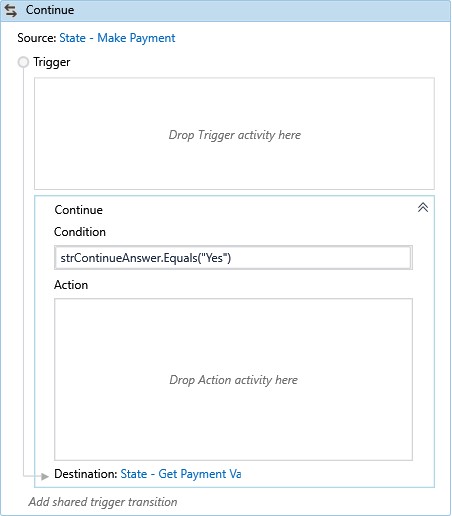 Continue
Source: State - Make Payment
Trigger
Drop Trigger activity here
Continue
Condition
strContinueAnswer.Equals("Yes")
Action
Drop Action activity here
Destination: State - Get Payment Va
Add shared trigger transition